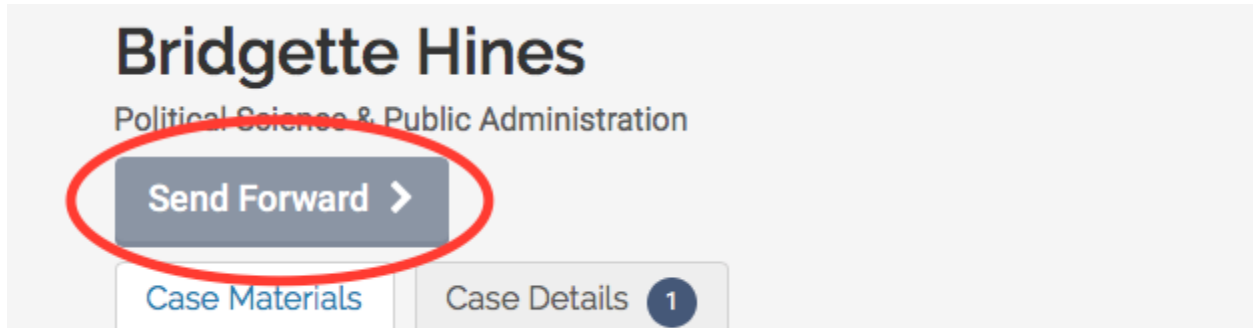 Bridgette Hines
Political Science & Public Administration
Send Forward
Case Materials Case Details 1